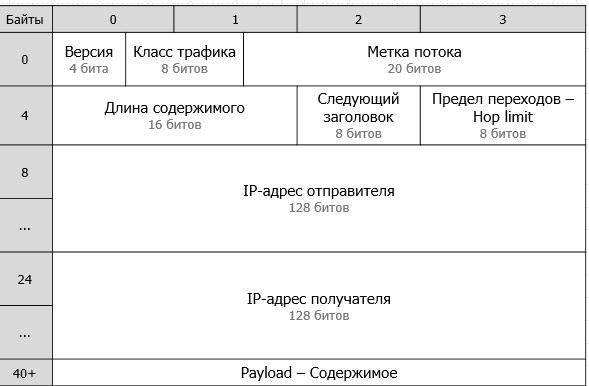 Байты 0 1 2 3
0 Версия Класс трафика Метка потока
4 бита 8 битов 20 битов
4 Длина содержимого Следующий Предел переходов –
16 битов заголовок Hop limit
8 битов 8 битов
8
IP-адрес отправителя
128 битов
...
24
IP-адрес получателя
128 битов
...
40+ Payload – Содержимое